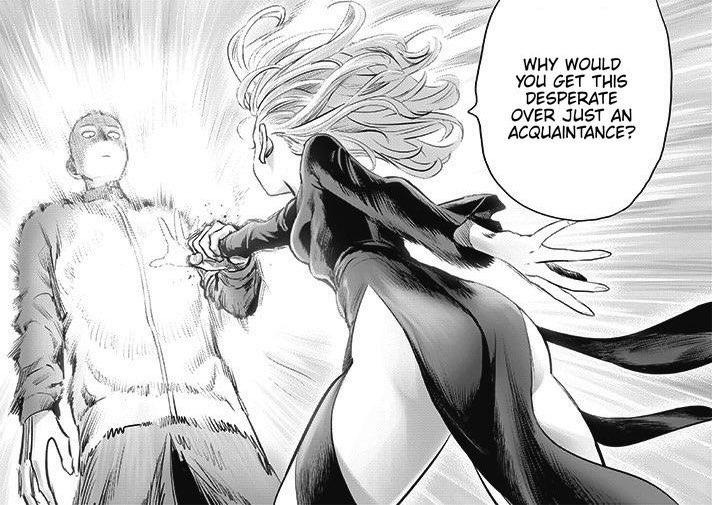 WHY WOULD
YOU GET THIS
DESPERATE
OVER JUST AN
ACQUAINTANCE?